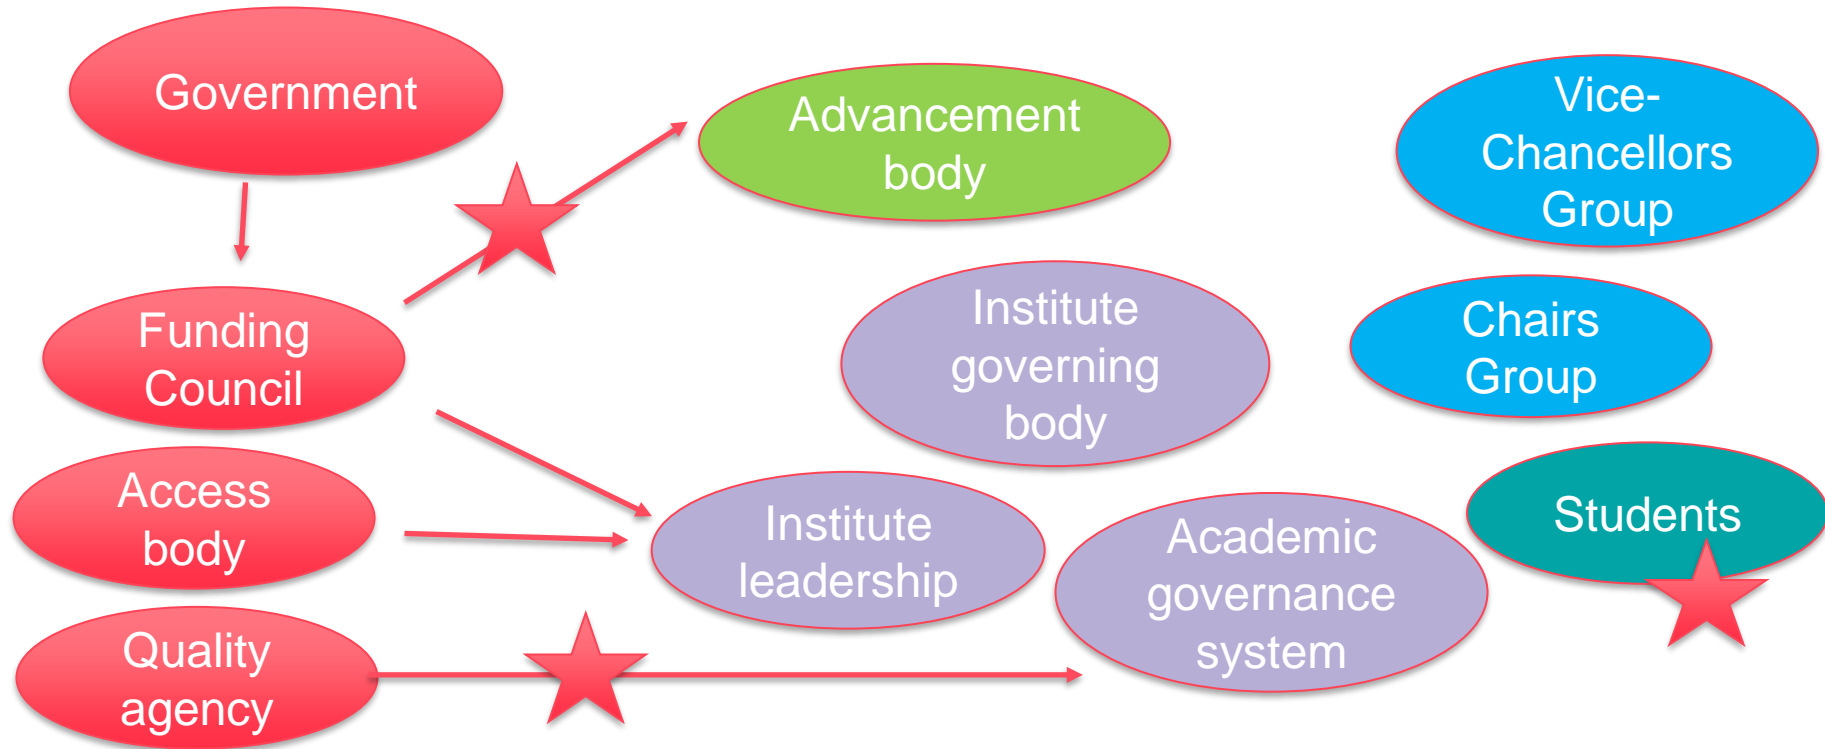 Government
Advancement
body
Vice-
Chancellors
Group
Funding
Council
Institute
governing
body
Chairs
Group
Access
body
Institute
leadership
Academic
governance
system
Students
Quality
agency